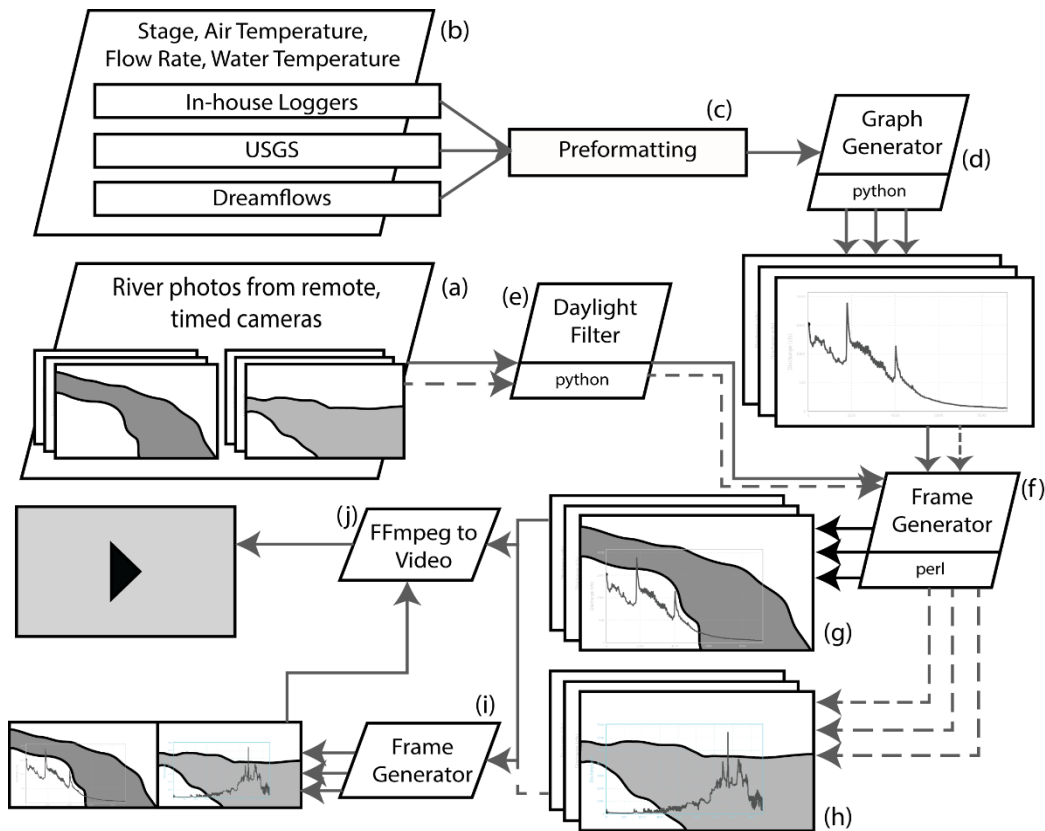 Stage, Air Temperature,
Flow Rate, Water Temperature
(b)
In-house Loggers
USGS
Dreamflows
(c)
Preformatting
Graph
Generator
(d)
python
River photos from remote,
timed cameras
(a)
(e)
Daylight
Filter
python
(f)
Frame
Generator
perl
(j)
FFmpeg to
Video
(g)
(i)
Frame
Generator
(h)